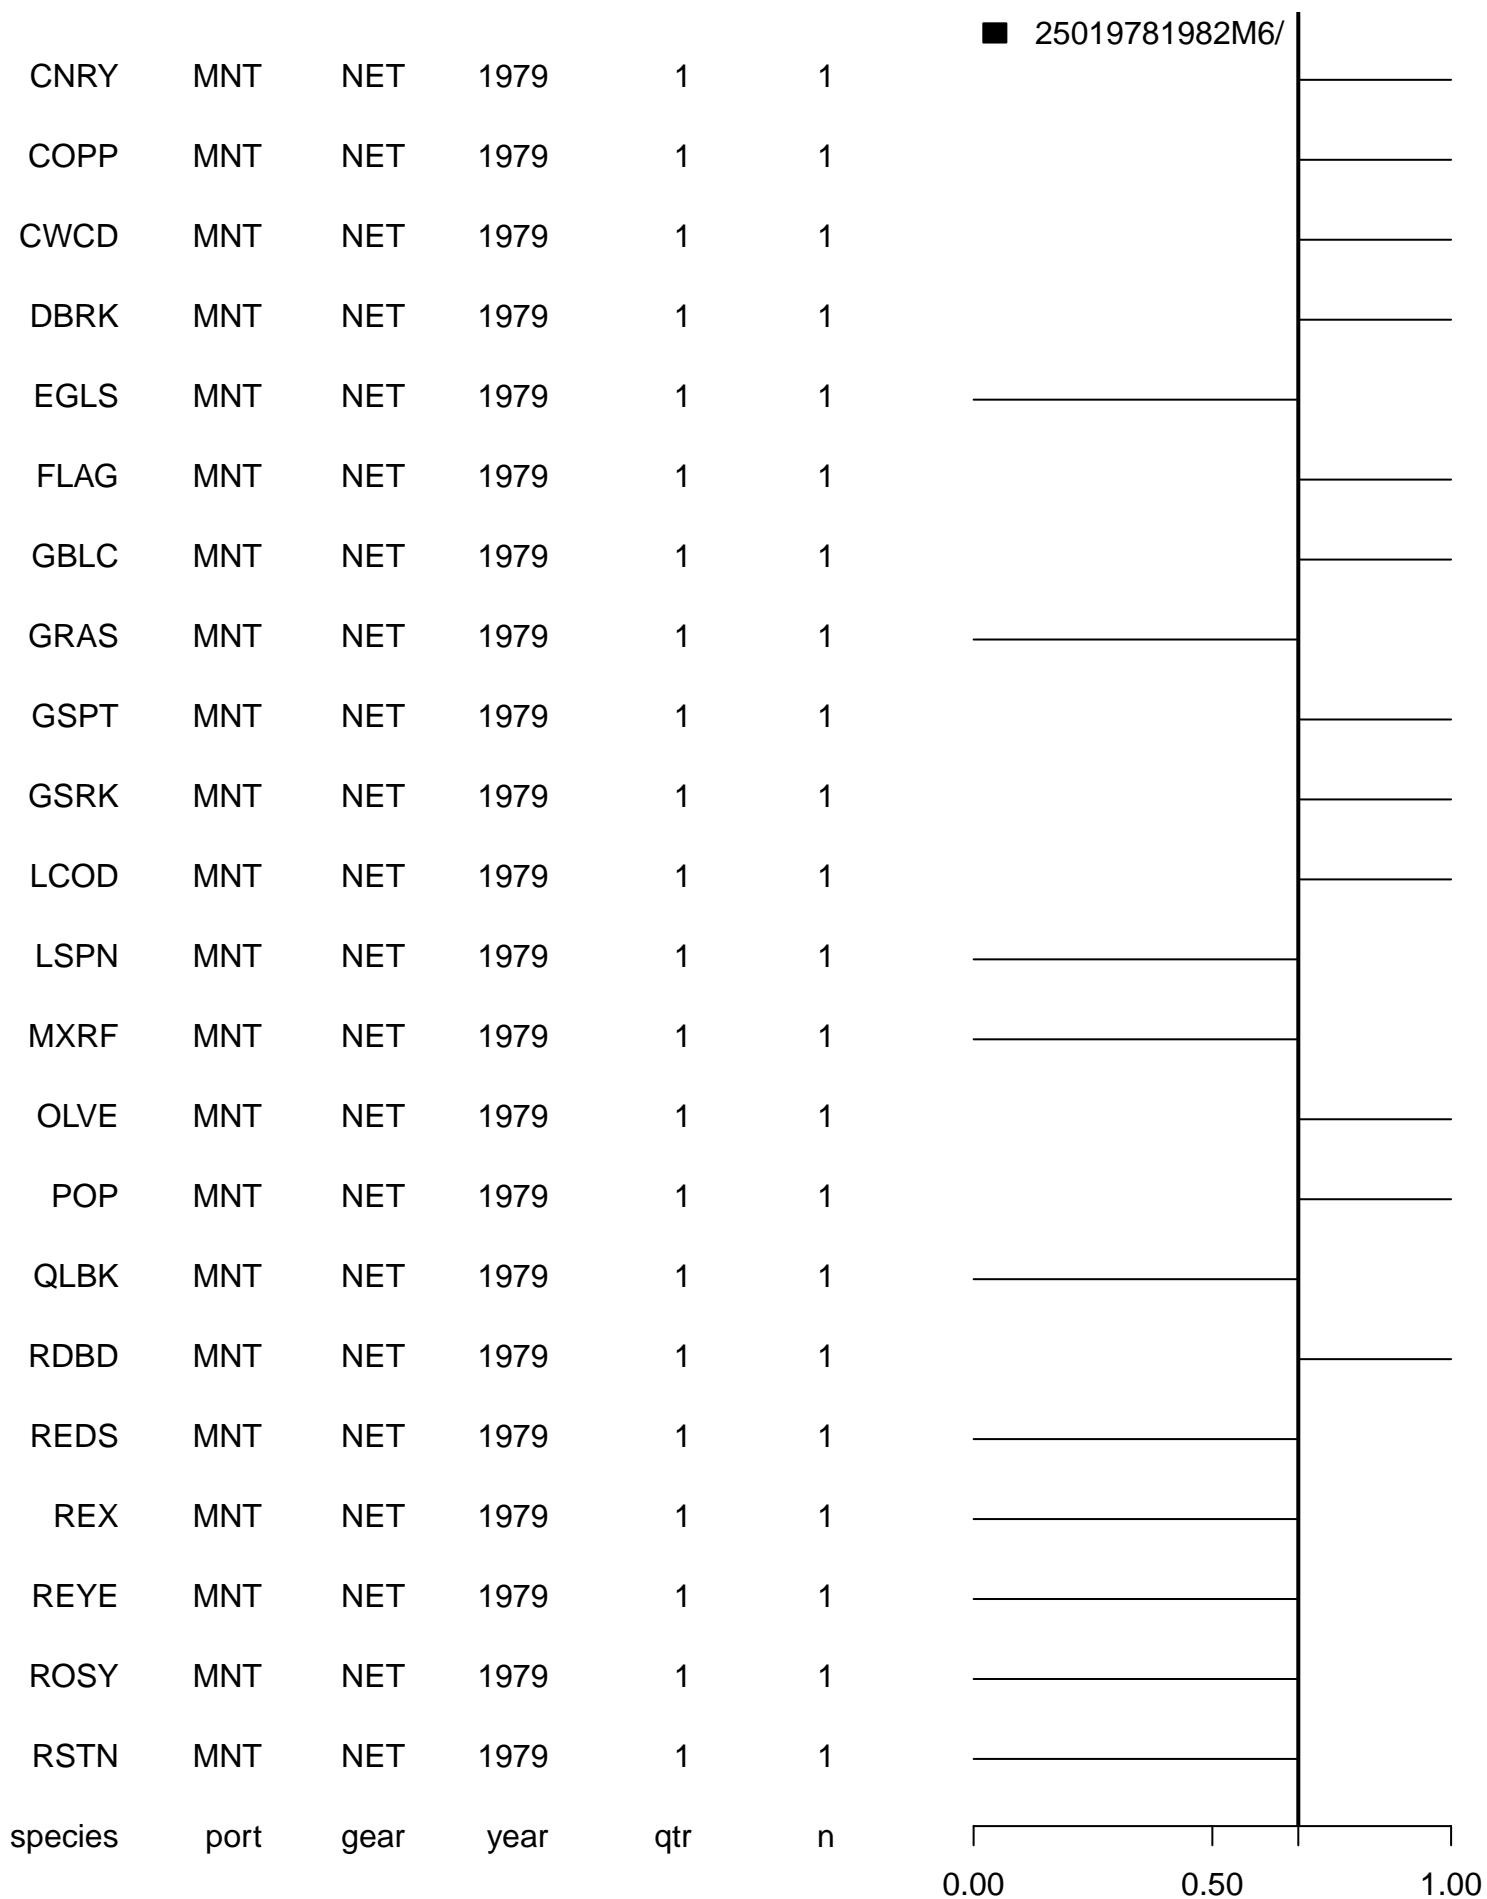 25019781982M6/
CNRY MNT NET 1979 1 1
COPP MNT NET 1979 1 1
CWCD MNT NET 1979 1 1
DBRK MNT NET 1979 1 1
EGLS MNT NET 1979 1 1
FLAG MNT NET 1979 1 1
GBLC MNT NET 1979 1 1
GRAS MNT NET 1979 1 1
GSPT MNT NET 1979 1 1
GSRK MNT NET 1979 1 1
LCOD MNT NET 1979 1 1
LSPN MNT NET 1979 1 1
MXRF MNT NET 1979 1 1
OLVE MNT NET 1979 1 1
POP MNT NET 1979 1 1
QLBK MNT NET 1979 1 1
RDBD MNT NET 1979 1 1
REDS MNT NET 1979 1 1
REX MNT NET 1979 1 1
REYE MNT NET 1979 1 1
ROSY MNT NET 1979 1 1
RSTN MNT NET 1979 1 1
species port gear year qtr n
0.00 0.50 1.00